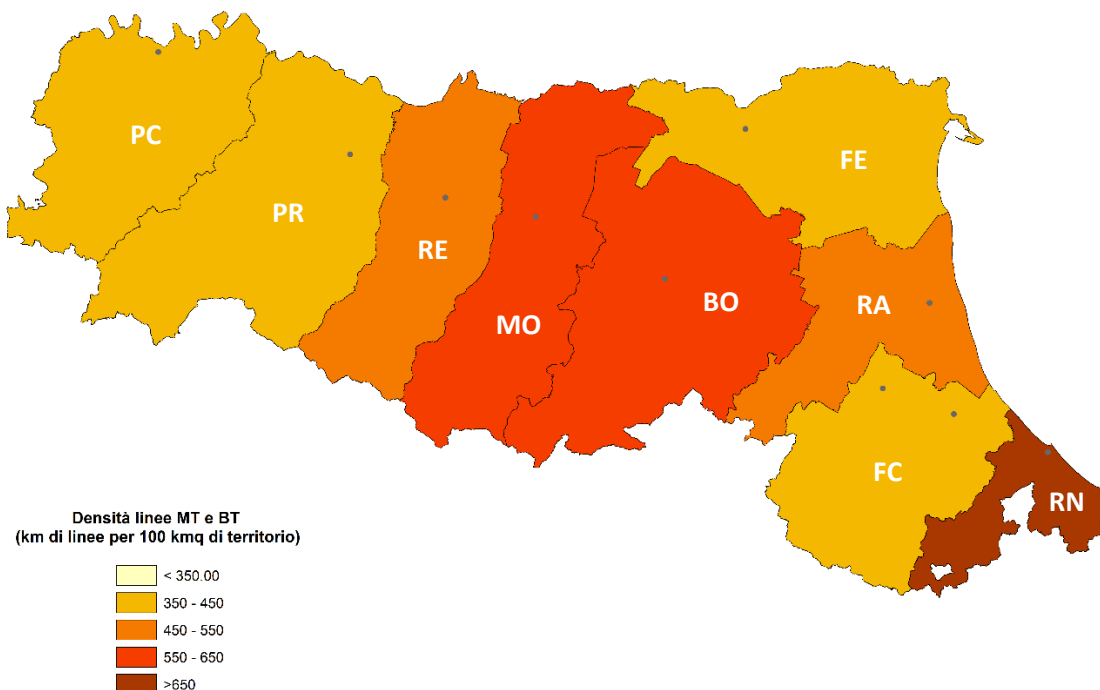 PC
FE
PR
RE
BO
RA
MO
FC
RN
Densità linee MT e BT
(km di linee per 100 kmq di territorio)
< 350.00
350 - 450
450 - 550
550 - 650
>650